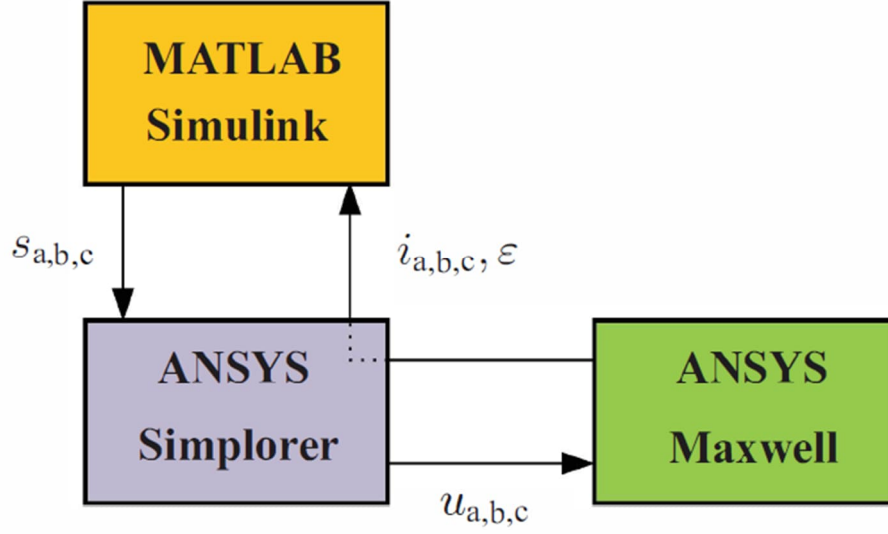 MATLAB
Simulink
s a,b,c
i a,b,c, ε
ANSYS
Simplorer
ANSYS
Maxwell
u a,b,c